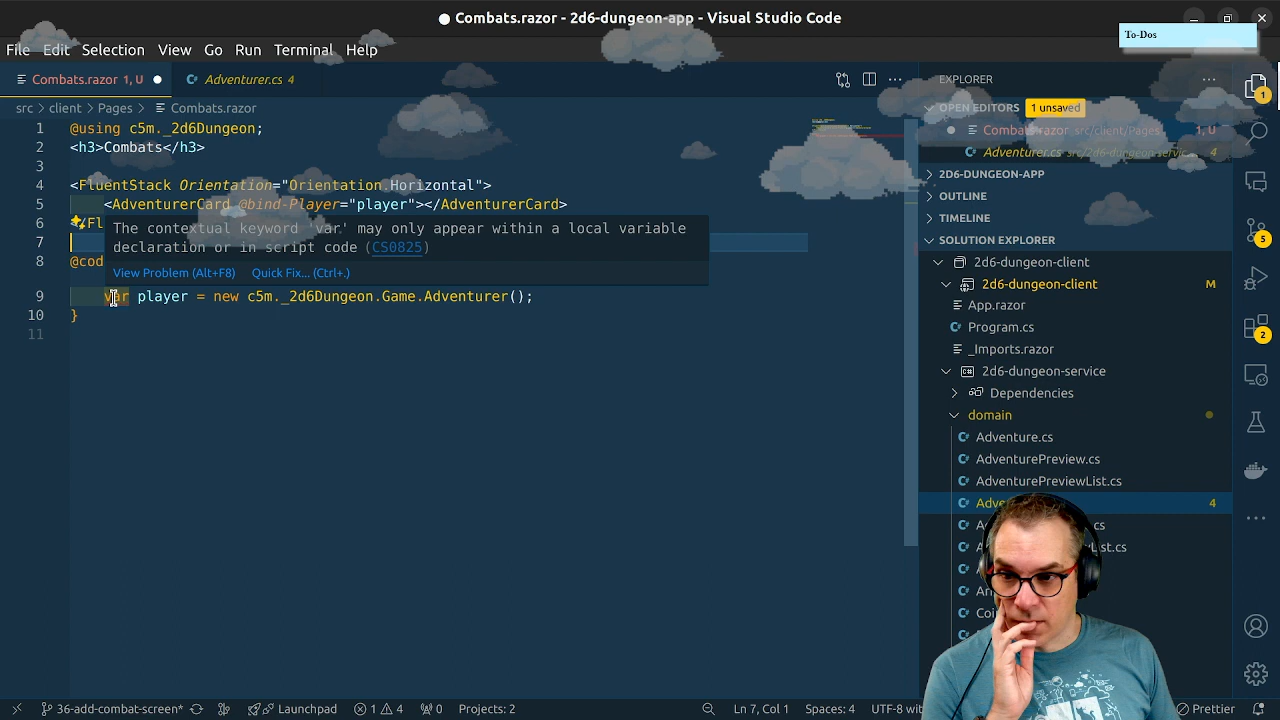 Combats.razor - 2d6-dungeon-app - Visual Studio Code
To-Dos
File Edit Selection View Go Run Terminal Help
Combats.razor 1, U
Adventurer.cs 4
src > client > Pages > Combats.razor
1 @using c5m._2d6Dungeon;
2 <h3>Combats</h3>
3
4 <FluentStack Orientation="Orientation.Horizontal">
5 <AdventurerCard @bind-Player="player"></AdventurerCard>
6 Fl
The contextual keyword 'var' may only appear within a local variable
declaration or in script code (CS0825)
View Problem (Alt+F8) Quick Fix... (Ctrl+.)
7
8 @cod
9 var player = new c5m._2d6Dungeon.Game.Adventurer();
10 }
11
EXPLORER
OPEN EDITORS 1 unsaved
Combats.razor src/client/Pages 1, U
Adventurer.cs src/2d6-dungeon-servic... 4
2D6-DUNGEON-APP
OUTLINE
TIMELINE
SOLUTION EXPLORER
2d6-dungeon-client
2d6-dungeon-client M
App.razor
Program.cs
_Imports.razor
2d6-dungeon-service
Dependencies
domain
Adventure.cs
AdventurePreview.cs
AdventurePreviewList.cs
4
1
5
2
36-add-combat-screen* Launchpad 1 4 0 Projects: 2
Ln 7, Col 1 Spaces: 4 UTF-8 wit Prettier